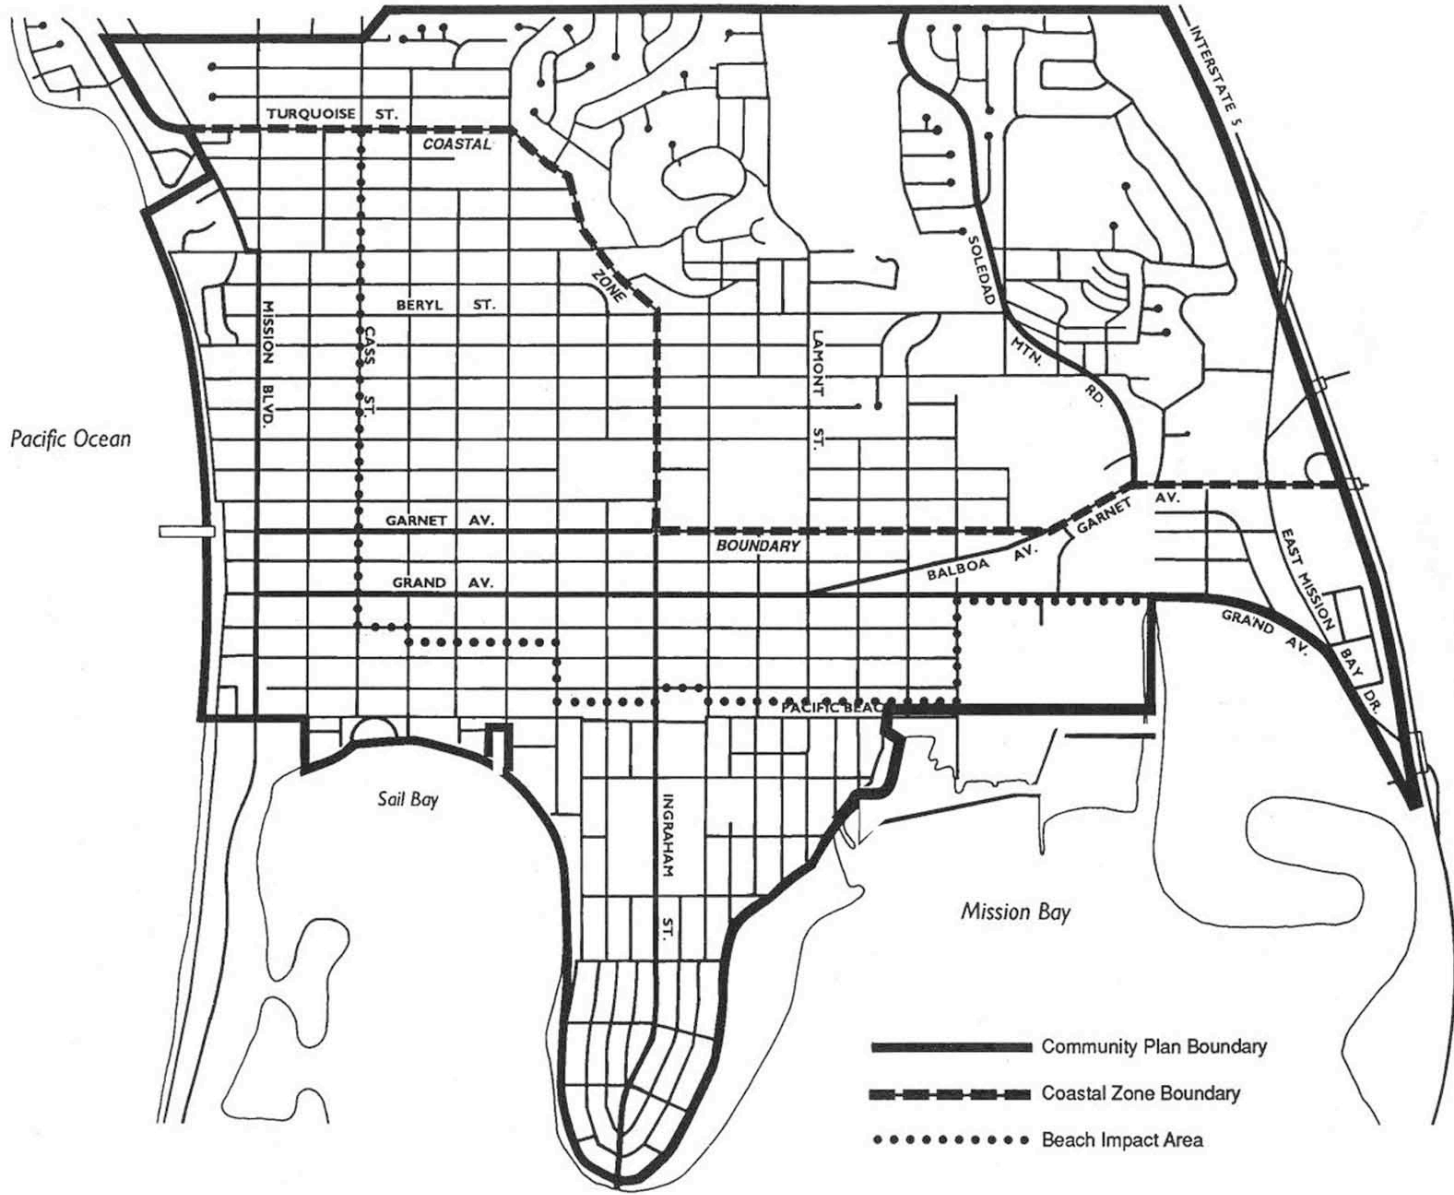 INTERSTATE 5
TURQUOISE ST.
COASTAL
SOLEDAD
ZONE
BERYL ST.
MISSION BLVD.
CASS ST.
LAMONT ST.
MTN.
RD.
Pacific Ocean
GARNET AV.
GARNET AV.
BOUNDARY
BALBOA AV.
EAST MISSION
GRAND AV.
GRAND AV.
BAY DR.
PACIFIC BEAC
Sail Bay
INGRAHAM ST.
Mission Bay
Community Plan Boundary
Coastal Zone Boundary
Beach Impact Area